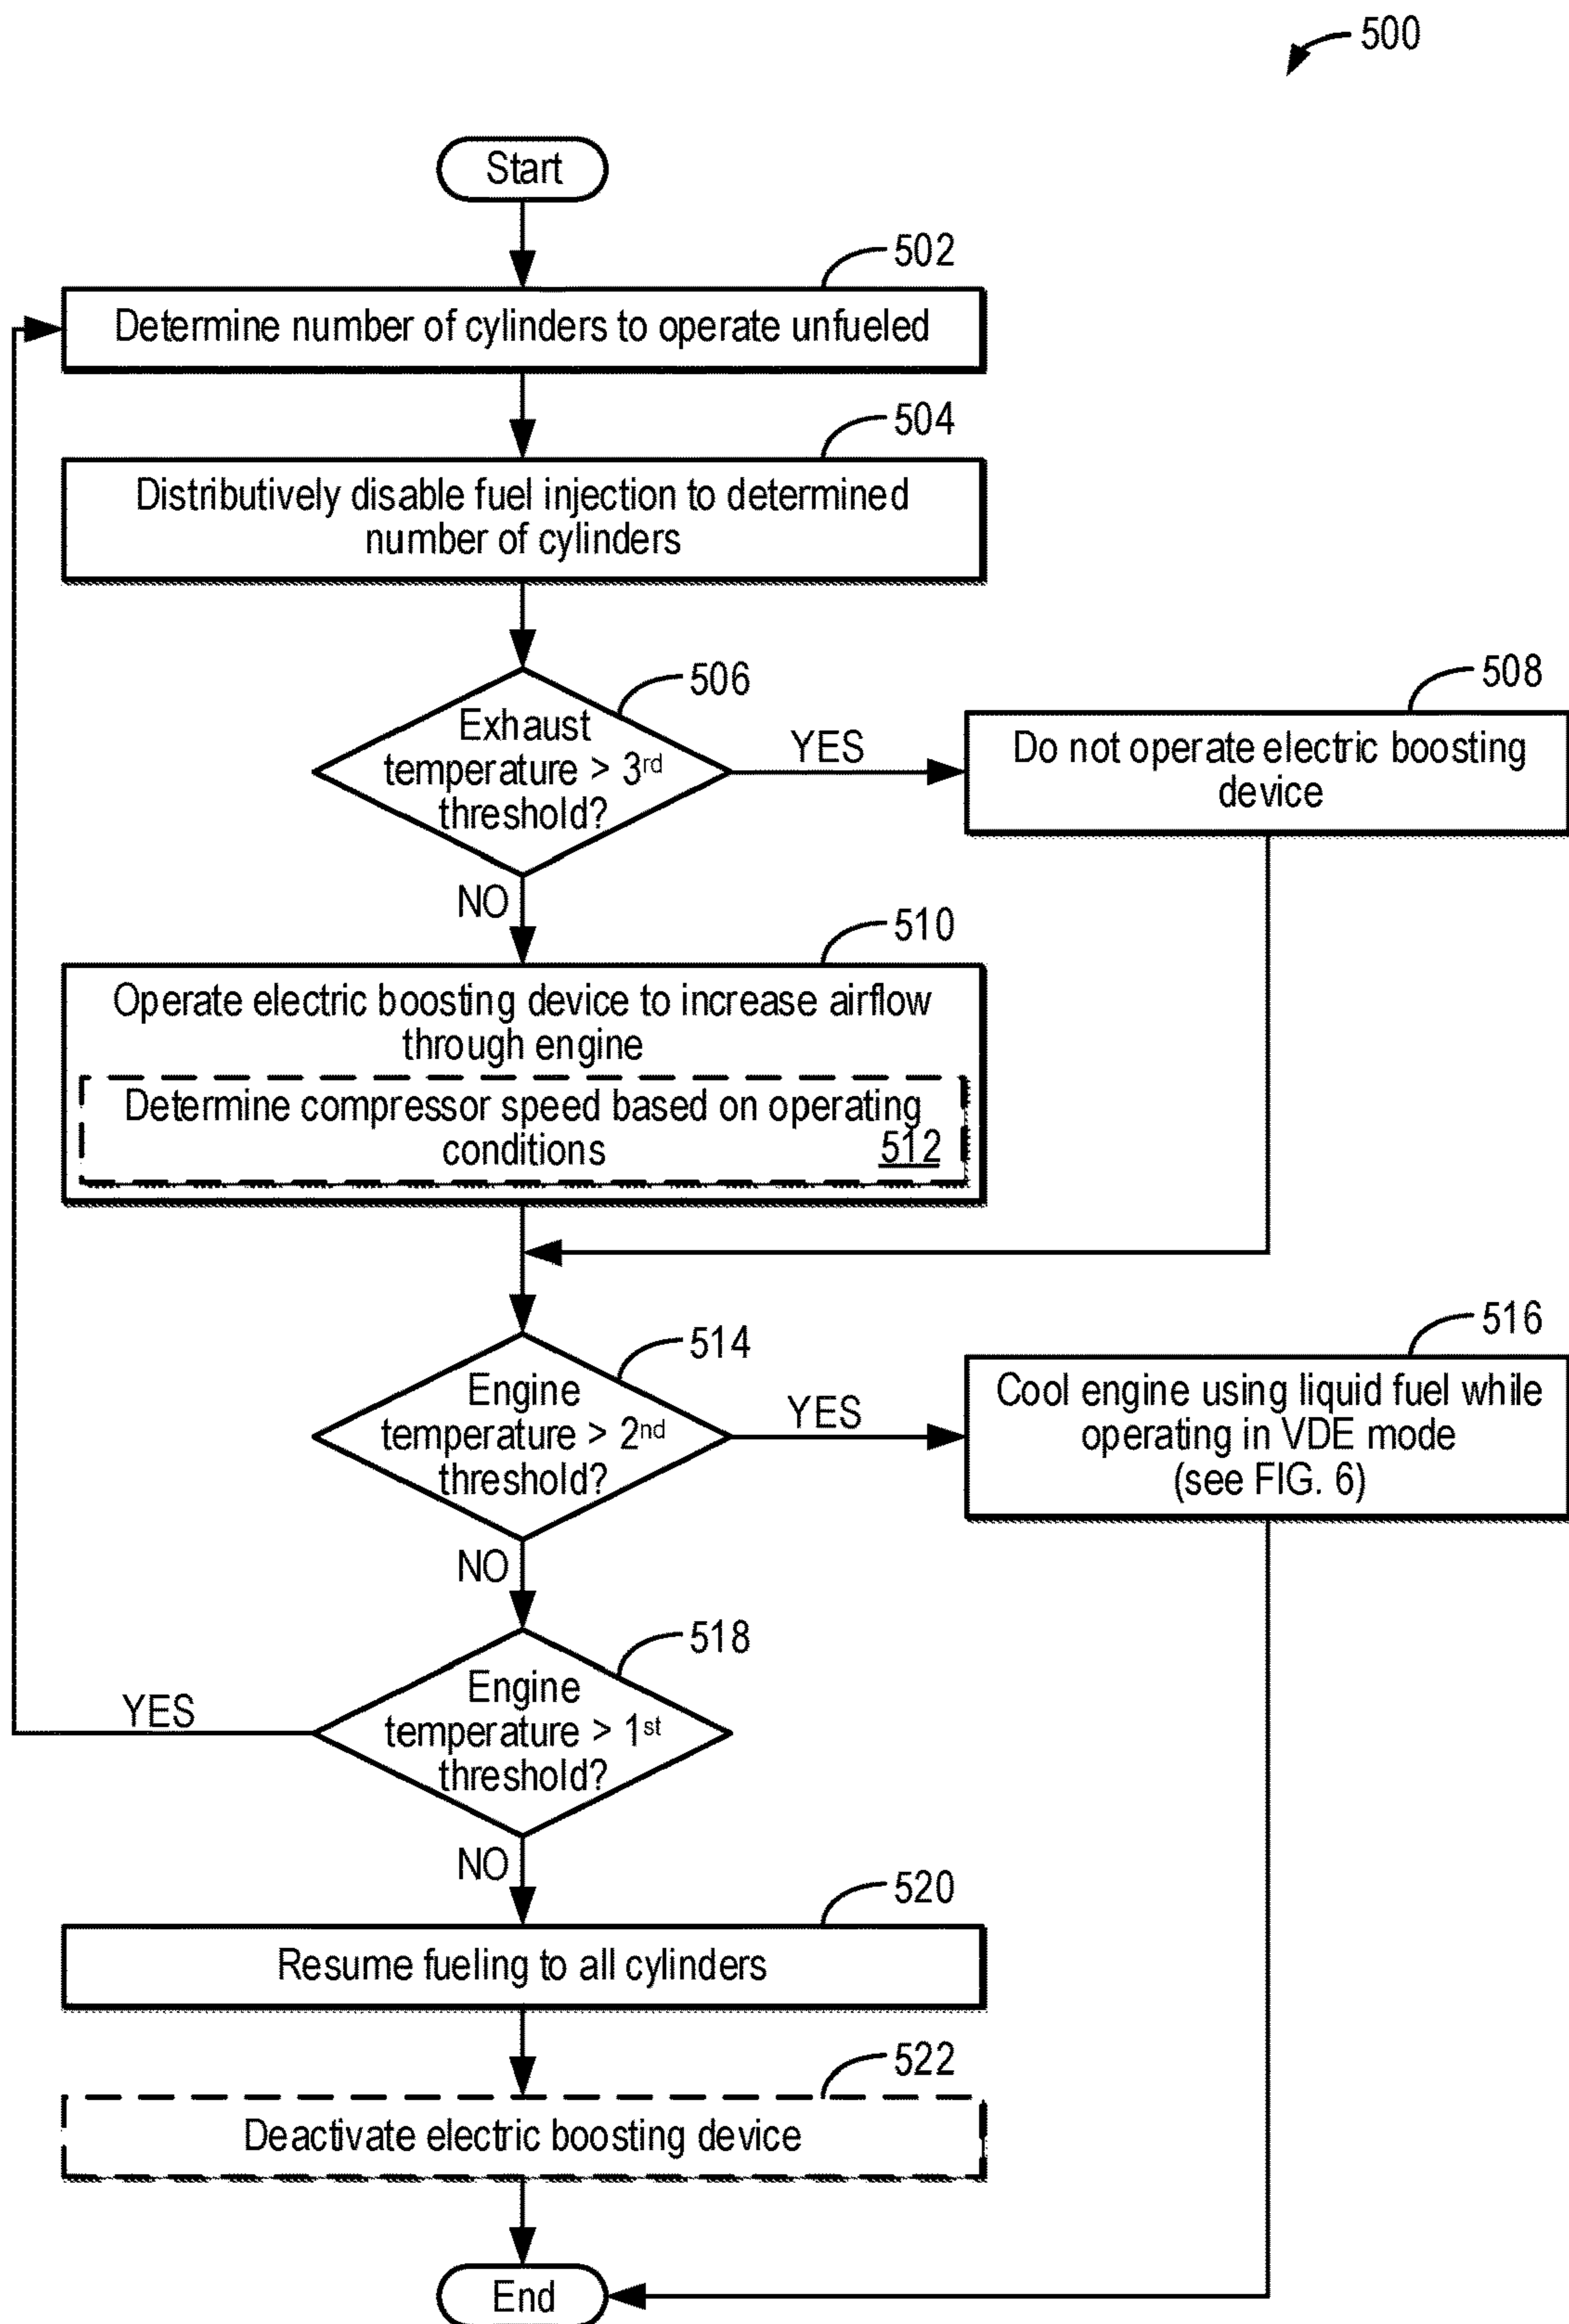 500
Start
502
Determine number of cylinders to operate unfueled
504
Distributively disable fuel injection to determined
number of cylinders
506
Exhaust
temperature > 3rd
threshold?
YES
508
Do not operate electric boosting
device
NO
510
Operate electric boosting device to increase airflow
through engine
Determine compressor speed based on operating
conditions
512
514
Engine
temperature > 2nd
threshold?
YES
516
Cool engine using liquid fuel while
operating in VDE mode
(see FIG. 6)
NO
518
Engine
temperature > 1st
threshold?
YES
NO
520
Resume fueling to all cylinders
522
Deactivate electric boosting device
End